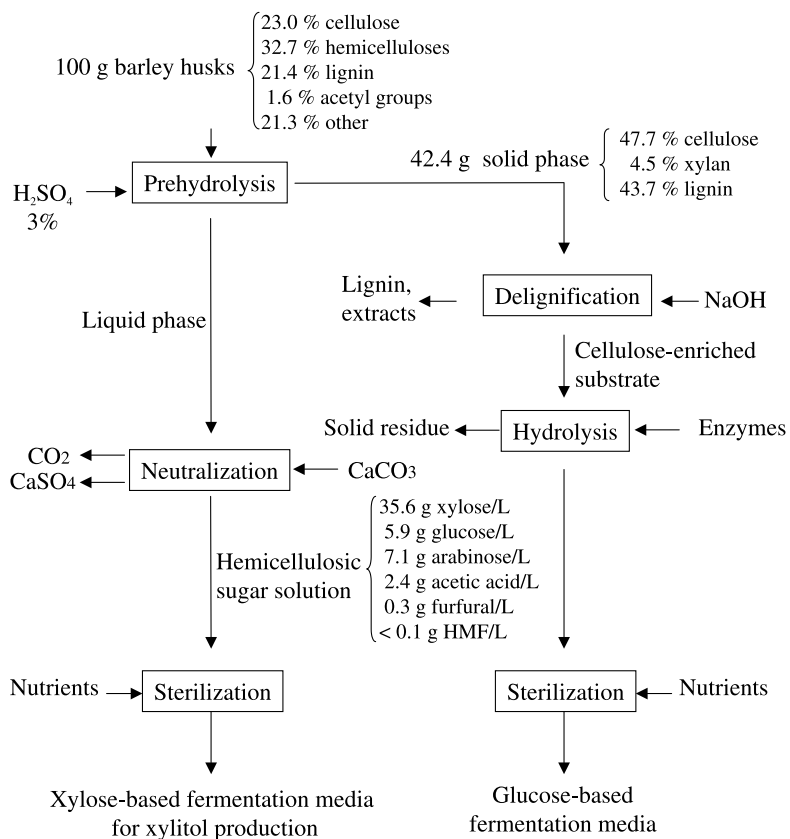 23.0 % cellulose
32.7 % hemicelluloses
100 g barley husks
21.4 % lignin
1.6 % acetyl groups
21.3 % other
42.4 g solid phase
47.7 % cellulose
4.5 % xylan
43.7 % lignin
Prehydrolysis
H₂SO₄
3%
Liquid phase
Lignin,
extracts
Delignification
NaOH
Cellulose-enriched
substrate
Solid residue
Hydrolysis
Enzymes
CO2
CaSO4
Neutralization
CaCO3
Hemicellulosic
sugar solution
35.6 g xylose/L
5.9 g glucose/L
7.1 g arabinose/L
2.4 g acetic acid/L
0.3 g furfural/L
< 0.1 g HMF/L
Nutrients
Sterilization
Sterilization
Nutrients
Xylose-based fermentation media
for xylitol production
Glucose-based
fermentation media